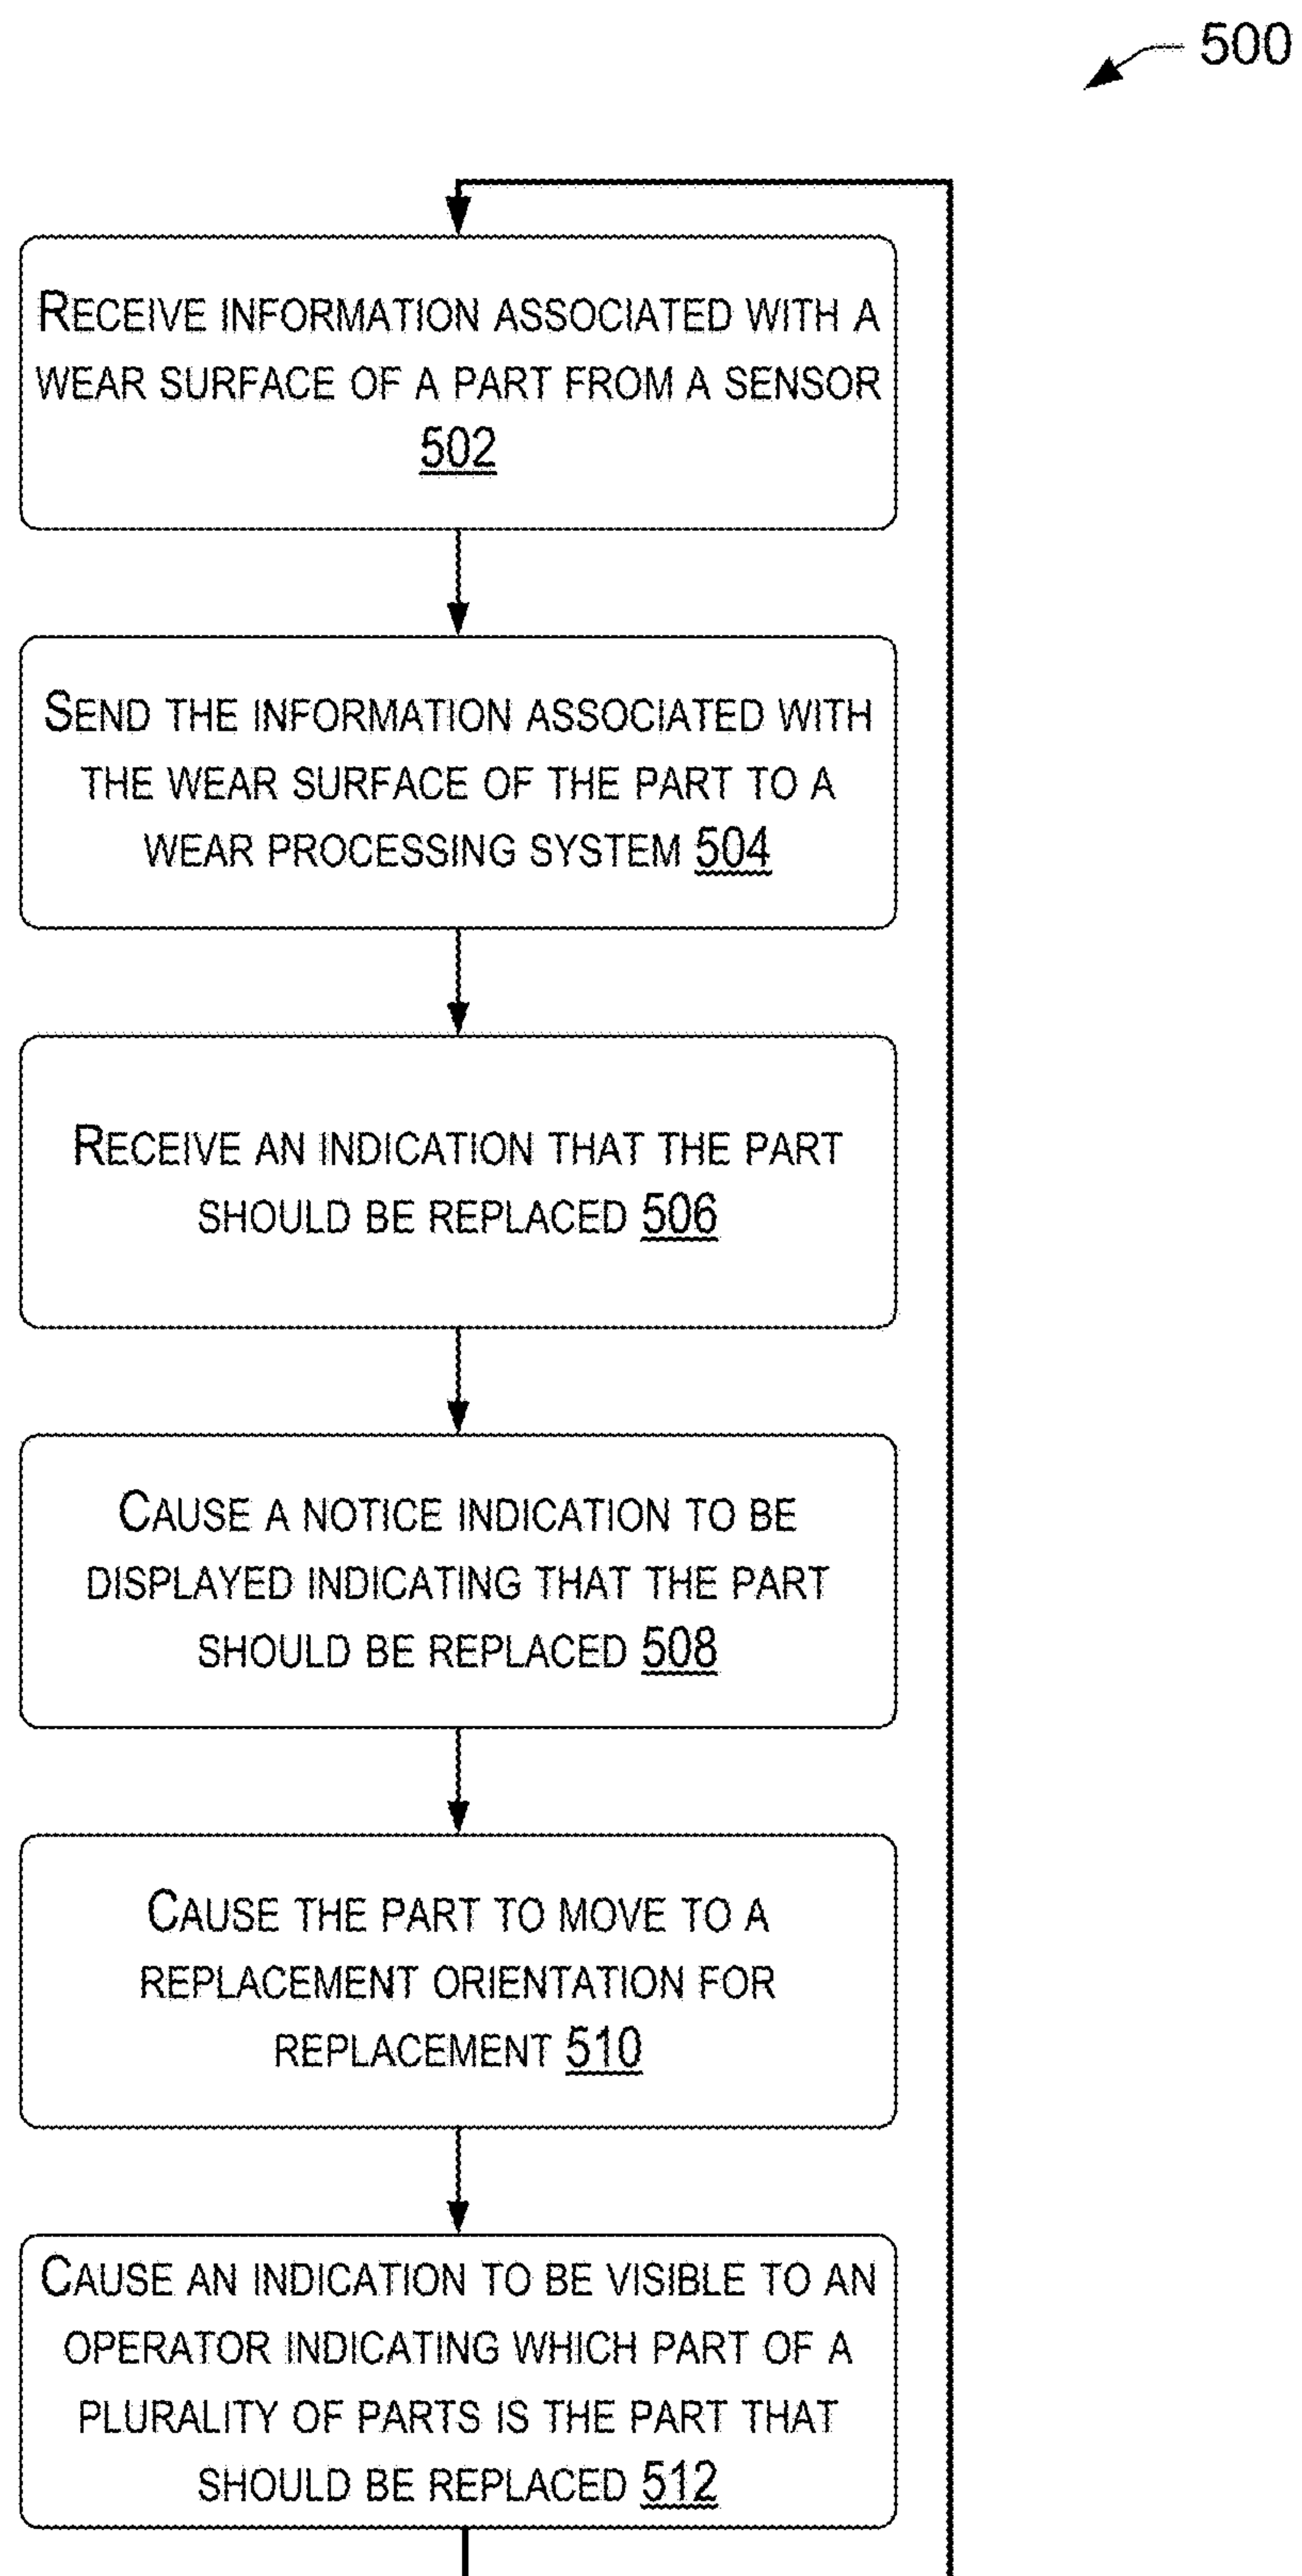 500
RECEIVE INFORMATION ASSOCIATED WITH A
WEAR SURFACE OF A PART FROM A SENSOR
502
SEND THE INFORMATION ASSOCIATED WITH
THE WEAR SURFACE OF THE PART TO A
WEAR PROCESSING SYSTEM 504
RECEIVE AN INDICATION THAT THE PART
SHOULD BE REPLACED 506
CAUSE A NOTICE INDICATION TO BE
DISPLAYED INDICATING THAT THE PART
SHOULD BE REPLACED 508
CAUSE THE PART TO MOVE TO A
REPLACEMENT ORIENTATION FOR
REPLACEMENT 510
CAUSE AN INDICATION TO BE VISIBLE TO AN
OPERATOR INDICATING WHICH PART OF A
PLURALITY OF PARTS IS THE PART THAT
SHOULD BE REPLACED 512